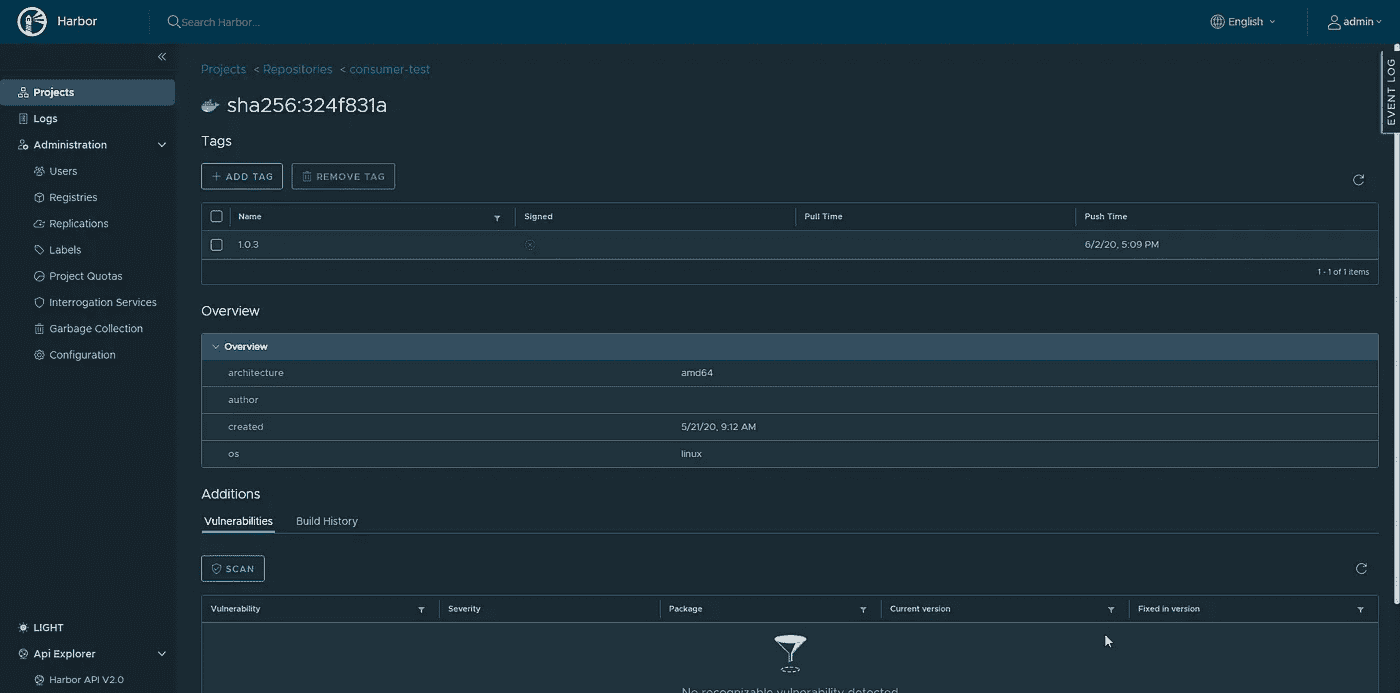 Harbor
Search Harbor...
English
admin
EVENT LOG
Projects
Logs
Administration
Users
Registries
Replications
Labels
Project Quotas
Interrogation Services
Garbage Collection
Configuration
LIGHT
Api Explorer
Harbor API V2.0
Projects < Repositories < consumer-test
sha256:324f831a
Tags
+ ADD TAG REMOVE TAG
Name Signed Pull Time Push Time
1.0.3 6/2/20, 5:09 PM
1 - 1 of 1 items
Overview
Overview
architecture amd64
author
created 5/21/20, 9:12 AM
os linux
Additions
Vulnerabilities Build History
SCAN
Vulnerability Severity Package Current version Fixed in version
No recognizable vulnerability detected